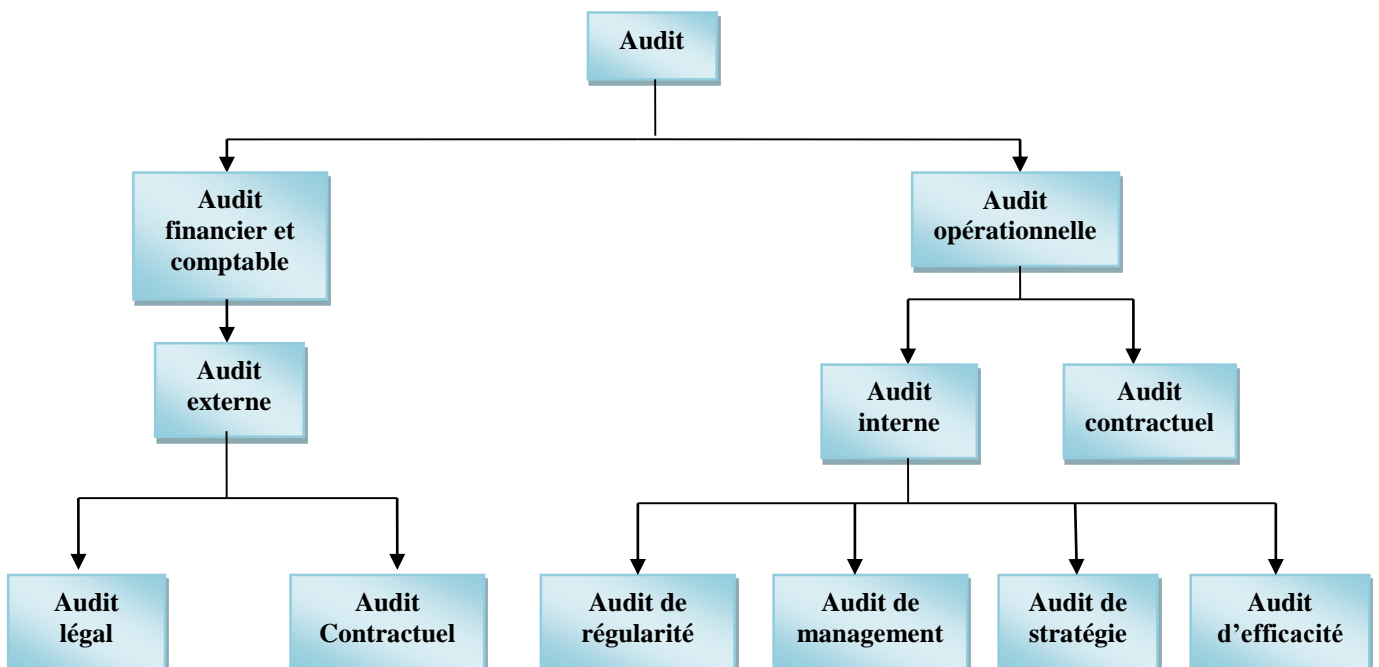 Audit
Audit
financier et
comptable
Audit
opérationnelle
Audit
externe
Audit
interne
Audit
contractuel
Audit
légal
Audit
Contractuel
Audit de
régularité
Audit de
management
Audit de
stratégie
Audit
d’efficacité